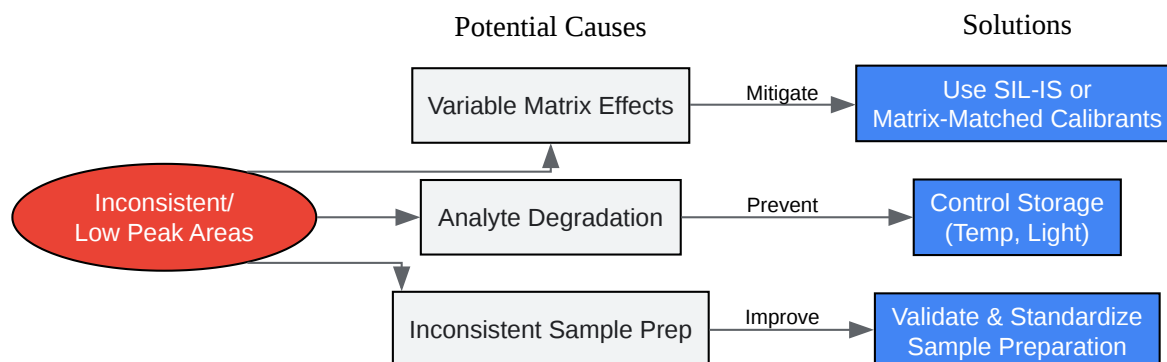 Potential Causes
Solutions
Variable Matrix Effects
Mitigate
Use SIL-IS or
Matrix-Matched Calibrants
Inconsistent/
Low Peak Areas
Analyte Degradation
Prevent
Control Storage
(Temp, Light)
Inconsistent Sample Prep
Improve
Validate & Standardize
Sample Preparation